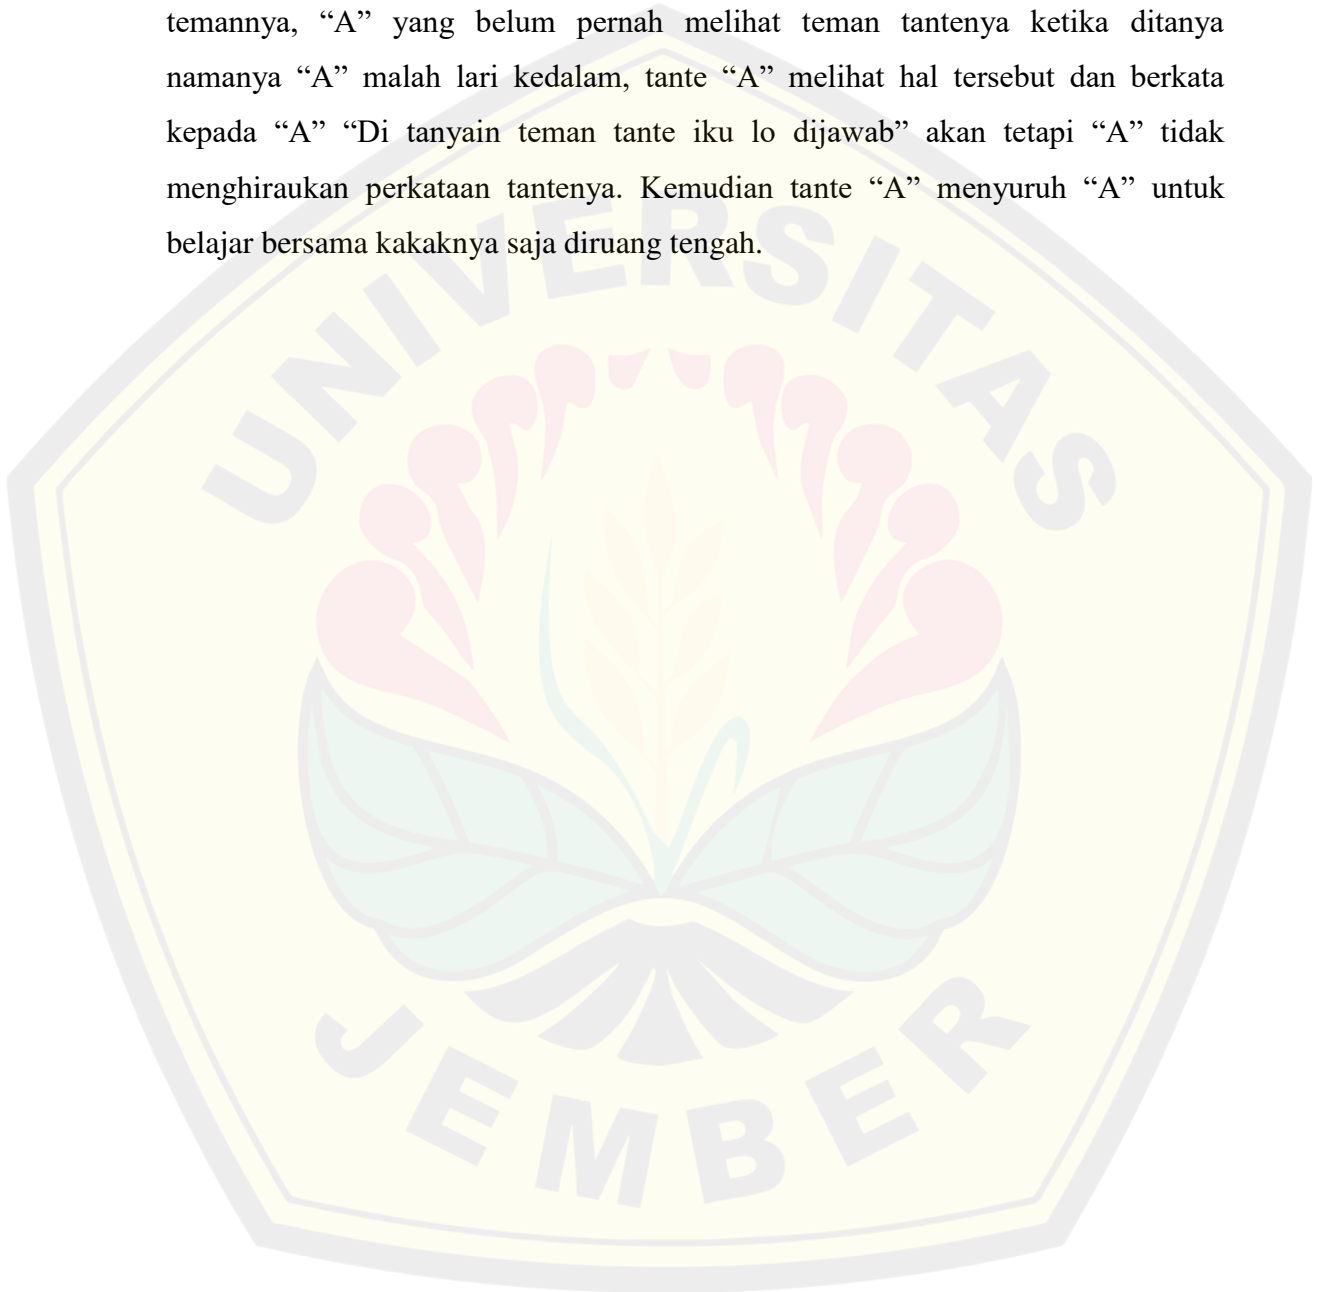 temannya, “A” yang belum pernah melihat teman tantenya ketika ditanya
namanya “A” malah lari kedalam, tante “A” melihat hal tersebut dan berkata
kepada “A” “Di tanyain teman tante iku lo dijawab” akan tetapi “A” tidak
menghiraukan perkataan tantenya. Kemudian tante “A” menyuruh “A” untuk
belajar bersama kakaknya saja diruang tengah.
UNIVERSITAS
JEMBER